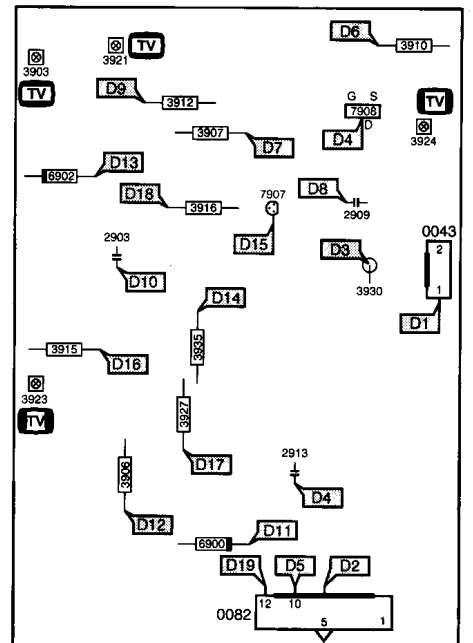 D6
3910
3921
TV
3903
TV
D9
3912
G S
7908
D
D4
TV
3924
3907
D7
D13
6902
D18
3916
7907
D8
2909
D15
0043
2
1
D1
2903
D10
D3
3930
D14
3935
3915
D16
3923
TV
3927
D17
3906
D12
2913
D4
6900
D11
D19
D5
D2
12
10
5
1
0082